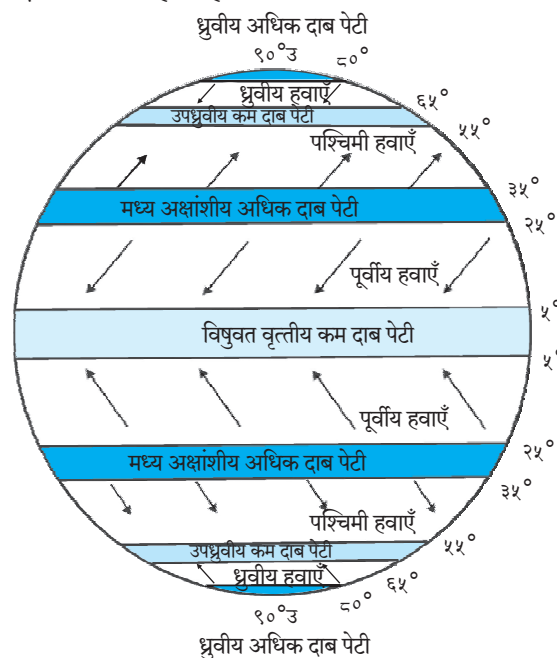 ध्रुवीय अधिक दाब पेटी
९०°उ
८०°
ध्रुवीय हवाएँ
६५°
उपध्रुवीय कम दाब पेटी
५५°
पश्चिमी हवाएँ
३५°
मध्य अक्षांशीय अधिक दाब पेटी
२५°
पूर्वीय हवाएँ
५°
विषुवत वृत्तीय कम दाब पेटी
५°
पूर्वीय हवाएँ
२५°
मध्य अक्षांशीय अधिक दाब पेटी
३५°
पश्चिमी हवाएँ
५५°
उपध्रुवीय कम दाब पेटी
६५°
ध्रुवीय हवाएँ
८०°
९०°उ
ध्रुवीय अधिक दाब पेटी